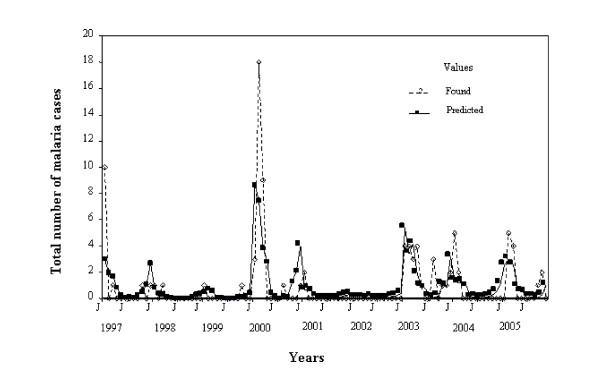 20
18
Values
16
Found
14
Predicted
12
10
8
6
4
2
0
Total number of malaria cases
J J J J J J J J J J J J J J J J J J
1997 1998 1999 2000 2001 2002 2003 2004 2005
Years